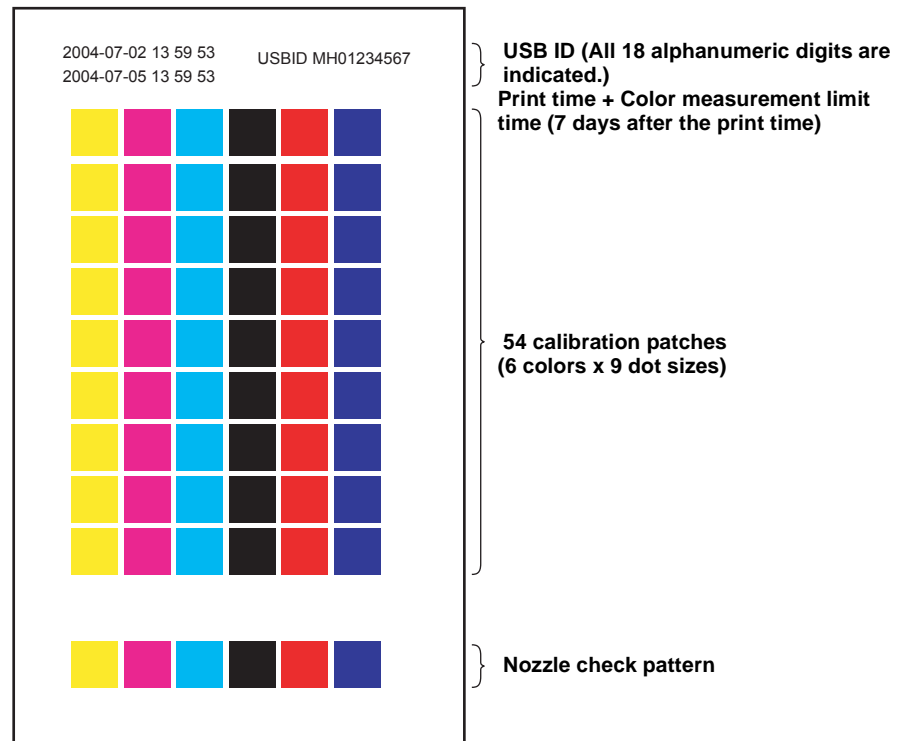 2004-07-02 13 59 53
2004-07-05 13 59 53
USBID MH01234567
USB ID (All 18 alphanumeric digits are
indicated.)
Print time + Color measurement limit
time (7 days after the print time)
54 calibration patches
(6 colors x 9 dot sizes)
Nozzle check pattern